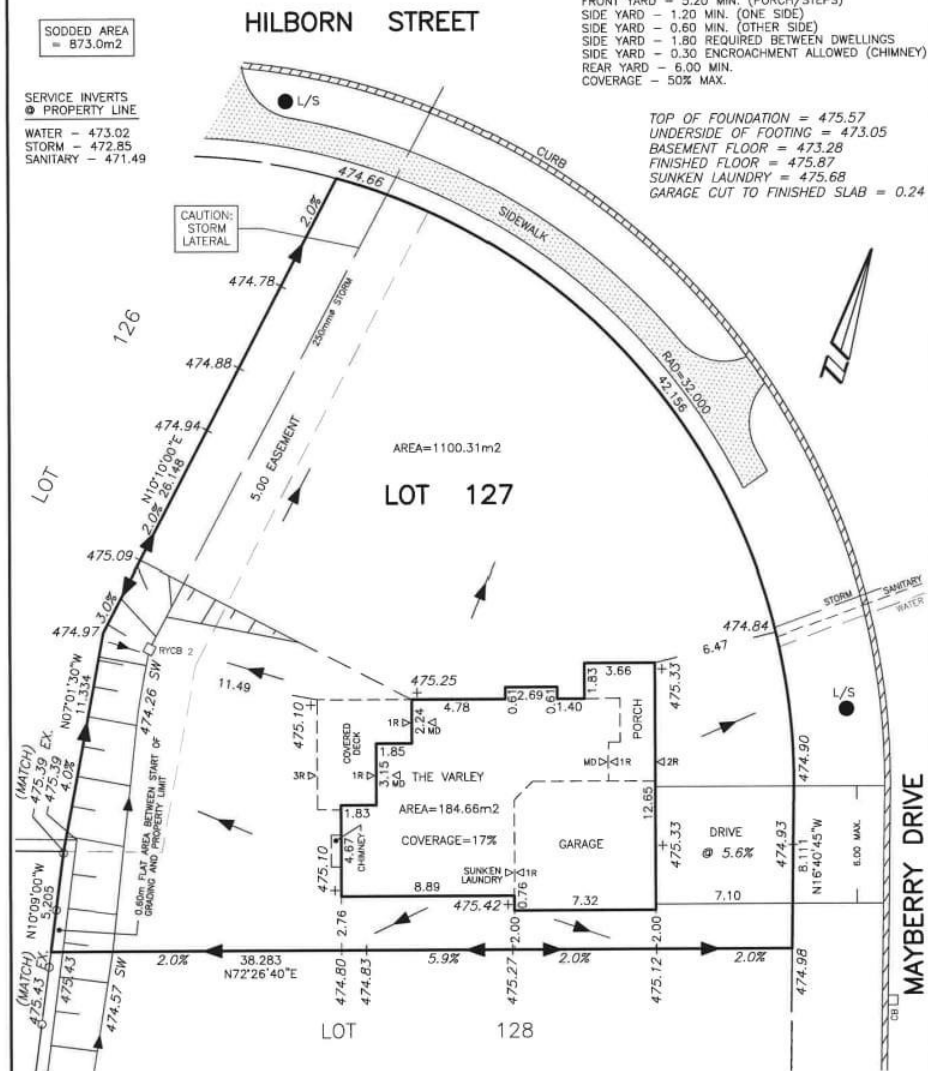 HILBORN STREET
SODDED AREA
= 873.0m2
SERVICE INVERTS
@ PROPERTY LINE
WATER - 473.02
STORM - 472.85
SANITARY - 471.49
FRONT YARD - 5.20 MIN. (PORCH/STEPS)
SIDE YARD - 1.20 MIN. (ONE SIDE)
SIDE YARD - 0.60 MIN. (OTHER SIDE)
SIDE YARD - 1.80 REQUIRED BETWEEN DWELLINGS
SIDE YARD - 0.30 ENCROACHMENT ALLOWED (CHIMNEY)
REAR YARD - 6.00 MIN.
COVERAGE - 50% MAX.
TOP OF FOUNDATION = 475.57
UNDERSIDE OF FOOTING = 473.05
BASEMENT FLOOR = 473.28
FINISHED FLOOR = 475.87
SUNKEN LAUNDRY = 475.68
GARAGE CUT TO FINISHED SLAB = 0.24
L/S
CURB
SIDEWALK
474.66
2.0%
CAUTION:
STORM
LATERAL
474.78
250mmø STORM
126
LOT
474.88
474.94
N10°10'00"E
2.0% 26.148
5.00 EASEMENT
RAD=32.000
42.156
N
AREA=1100.31m2
LOT 127
475.09
3.0%
474.97
RYCB 2
N07°01'30"W
11.334
474.26 SW
11.49
STORM
SANITARY
WATER
474.84
6.47
L/S
475.25
4.78
0.61
2.69
0.61
1.40
1.83
3.66
475.33
475.10
COVERED
DECK
1R
MD
2.24
1.85
3R
1R
MD
3.15
THE VARLEY
PORCH
MD
1R
2R
474.90
(MATCH)
475.39 EX.
475.39
4.0%
0.60m FLAT AREA BETWEEN START OF
GRADING AND PROPERTY LIMIT
1.83
AREA=184.66m2
COVERAGE=17%
GARAGE
12.65
4.67
CHIMNEY
475.10
SUNKEN
LAUNDRY
1R
475.33
DRIVE
@ 5.6%
474.93
8.111
N16°40'45"W
6.00 MAX.
MAYBERRY DRIVE
N10°09'00"W
5.205
8.89
0.76
475.42
7.32
7.10
2.76
2.00
2.00
(MATCH)
475.43 EX.
475.43
474.57 SW
2.0%
38.283
N72°26'40"E
5.9%
2.0%
2.0%
474.80
474.83
475.27
475.12
474.98
CB
LOT 128